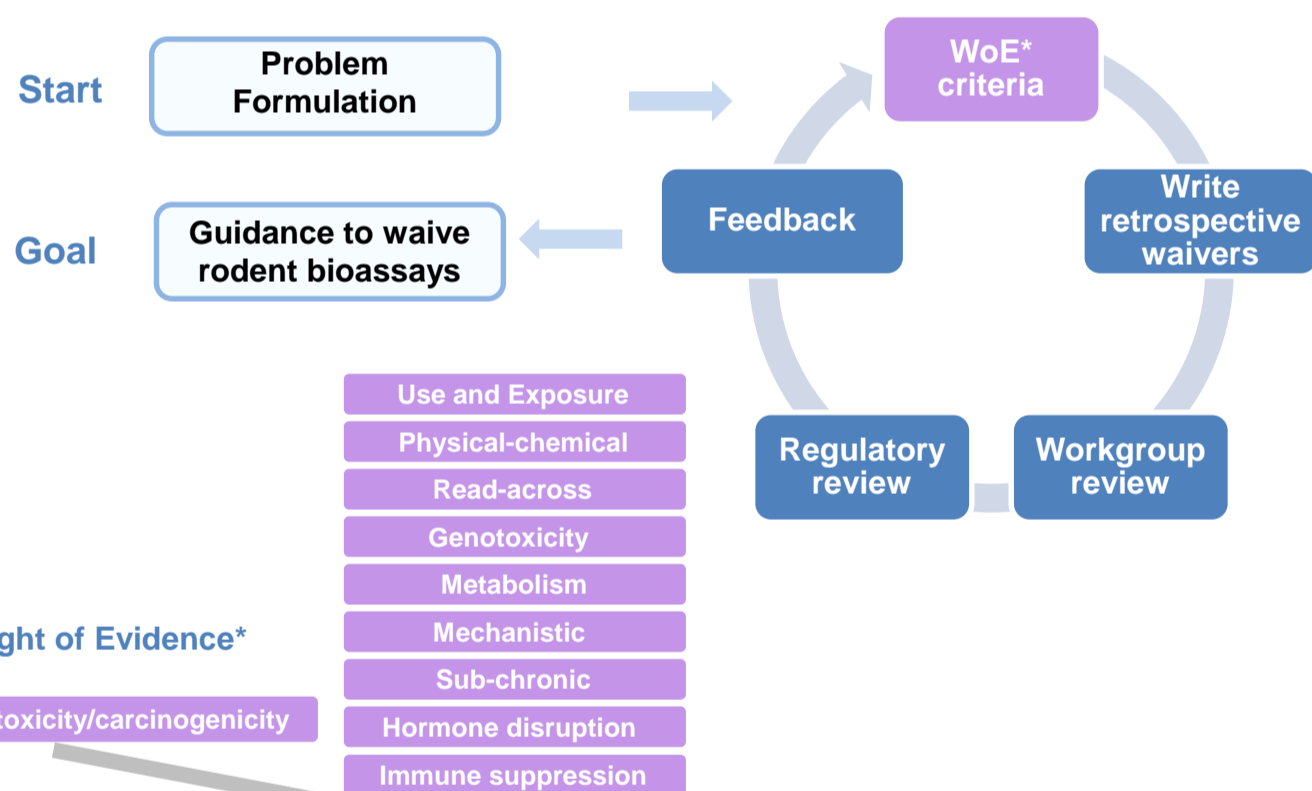 Start
Problem
Formulation
WoE*
criteria
Feedback
Write
retrospective
waivers
Goal
Guidance to waive
rodent bioassays
Regulatory
review
Workgroup
review
Use and Exposure
Physical-chemical
Read-across
Genotoxicity
Metabolism
Mechanistic
Sub-chronic
Hormone disruption
Immune suppression
ght of Evidence*
toxicity/carcinogenicity